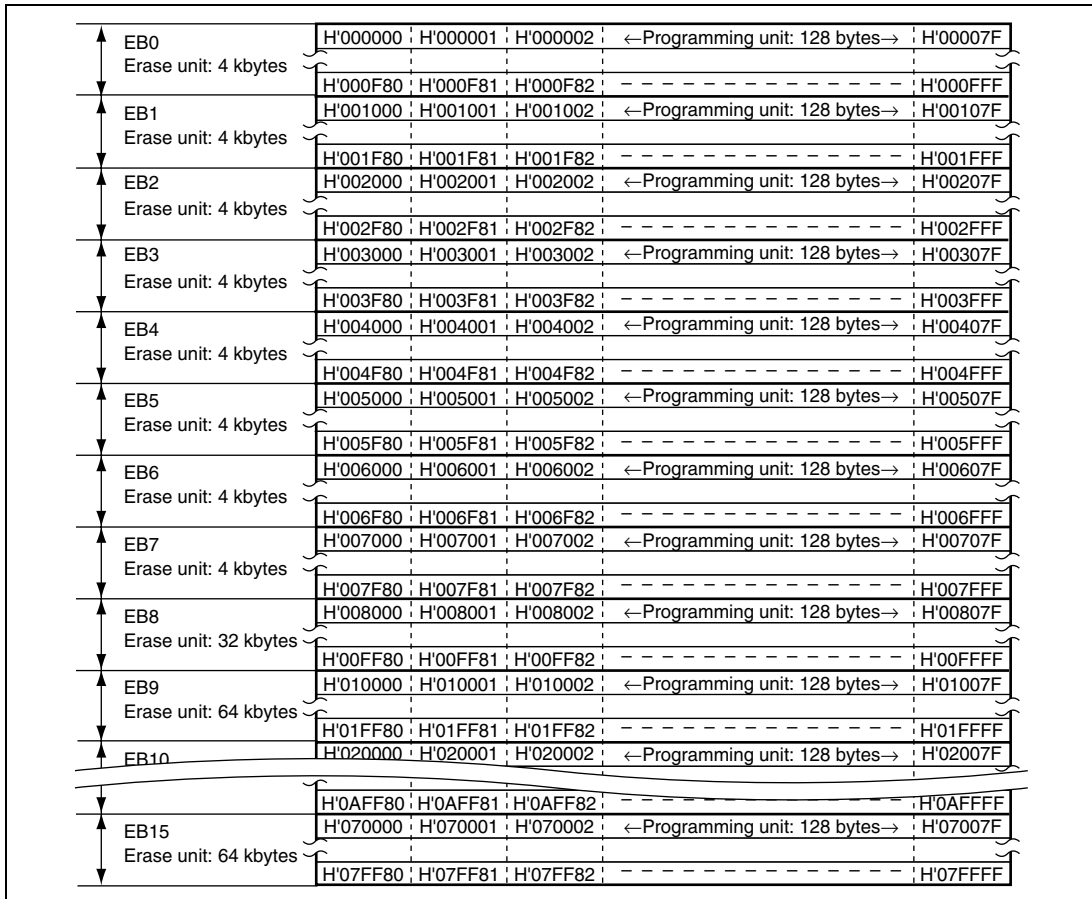 EB0 H'000000 H'000001 H'000002 ←Programming unit: 128 bytes→ H'00007F
Erase unit: 4 kbytes
H'000F80 H'000F81 H'000F82 – – – – – – – – – – – – – – H'000FFF
EB1 H'001000 H'001001 H'001002 ←Programming unit: 128 bytes→ H'00107F
Erase unit: 4 kbytes
H'001F80 H'001F81 H'001F82 – – – – – – – – – – – – – – H'001FFF
EB2 H'002000 H'002001 H'002002 ←Programming unit: 128 bytes→ H'00207F
Erase unit: 4 kbytes
H'002F80 H'002F81 H'002F82 – – – – – – – – – – – – – – H'002FFF
EB3 H'003000 H'003001 H'003002 ←Programming unit: 128 bytes→ H'00307F
Erase unit: 4 kbytes
H'003F80 H'003F81 H'003F82 – – – – – – – – – – – – – – H'003FFF
EB4 H'004000 H'004001 H'004002 ←Programming unit: 128 bytes→ H'00407F
Erase unit: 4 kbytes
H'004F80 H'004F81 H'004F82 – – – – – – – – – – – – – – H'004FFF
EB5 H'005000 H'005001 H'005002 ←Programming unit: 128 bytes→ H'00507F
Erase unit: 4 kbytes
H'005F80 H'005F81 H'005F82 – – – – – – – – – – – – – – H'005FFF
EB6 H'006000 H'006001 H'006002 ←Programming unit: 128 bytes→ H'00607F
Erase unit: 4 kbytes
H'006F80 H'006F81 H'006F82 – – – – – – – – – – – – – – H'006FFF
EB7 H'007000 H'007001 H'007002 ←Programming unit: 128 bytes→ H'00707F
Erase unit: 4 kbytes
H'007F80 H'007F81 H'007F82 – – – – – – – – – – – – – – H'007FFF
EB8 H'008000 H'008001 H'008002 ←Programming unit: 128 bytes→ H'00807F
Erase unit: 32 kbytes
H'00FF80 H'00FF81 H'00FF82 – – – – – – – – – – – – – – H'00FFFF
EB9 H'010000 H'010001 H'010002 ←Programming unit: 128 bytes→ H'01007F
Erase unit: 64 kbytes
H'01FF80 H'01FF81 H'01FF82 – – – – – – – – – – – – – – H'01FFFF
EB10 H'020000 H'020001 H'020002 ←Programming unit: 128 bytes→ H'02007F
H'0AFF80 H'0AFF81 H'0AFF82 – – – – – – – – – – – – – – H'0AFFFF
EB15 H'070000 H'070001 H'070002 ←Programming unit: 128 bytes→ H'07007F
Erase unit: 64 kbytes
H'07FF80 H'07FF81 H'07FF82 – – – – – – – – – – – – – – H'07FFFF